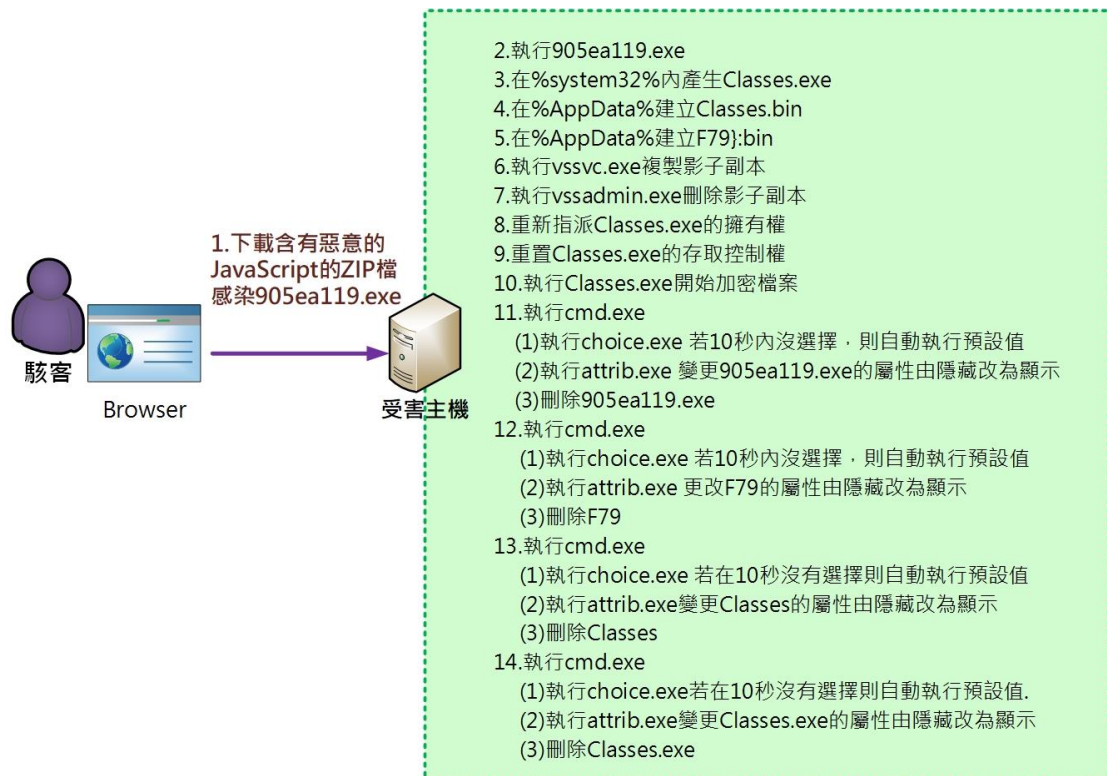 駭客
Browser
1.下載含有惡意的
JavaScript的ZIP檔
感染905ea119.exe
受害主機
2.執行905ea119.exe
3.在%system32%內產生Classes.exe
4.在%AppData%建立Classes.bin
5.在%AppData%建立F79}:bin
6.執行vssvc.exe複製影子副本
7.執行vssadmin.exe刪除影子副本
8.重新指派Classes.exe的擁有權
9.重置Classes.exe的存取控制權
10.執行Classes.exe開始加密檔案
11.執行cmd.exe
(1)執行choice.exe 若10秒內沒選擇，則自動執行預設值
(2)執行attrib.exe 變更905ea119.exe的屬性由隱藏改為顯示
(3)刪除905ea119.exe
12.執行cmd.exe
(1)執行choice.exe 若10秒內沒選擇，則自動執行預設值
(2)執行attrib.exe 更改F79的屬性由隱藏改為顯示
(3)刪除F79
13.執行cmd.exe
(1)執行choice.exe 若在10秒沒有選擇則自動執行預設值
(2)執行attrib.exe變更Classes的屬性由隱藏改為顯示
(3)刪除Classes
14.執行cmd.exe
(1)執行choice.exe若在10秒沒有選擇則自動執行預設值.
(2)執行attrib.exe變更Classes.exe的屬性由隱藏改為顯示
(3)刪除Classes.exe